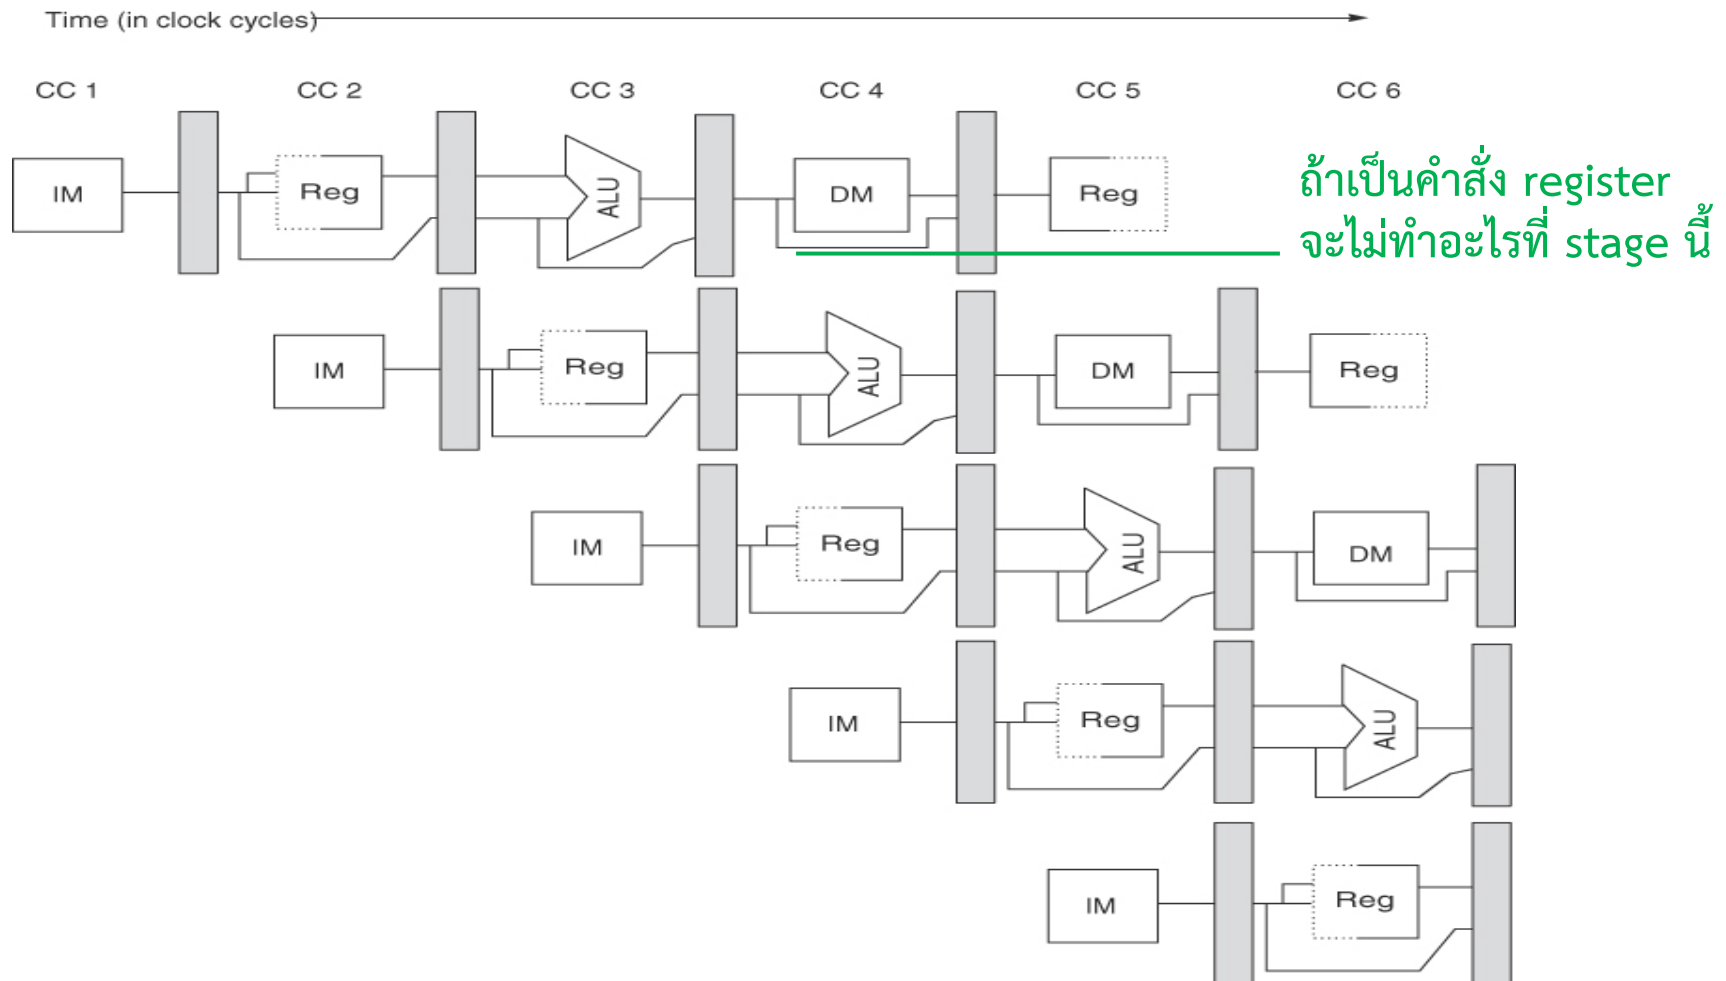 Time (in clock cycles)
CC 1 CC 2 CC 3 CC 4 CC 5 CC 6
IM Reg ALU DM Reg
ถ้าเป็นคำสั่ง register
จะไม่ทำอะไรที่ stage นี้
IM Reg ALU DM Reg
IM Reg ALU DM
IM Reg ALU
IM Reg